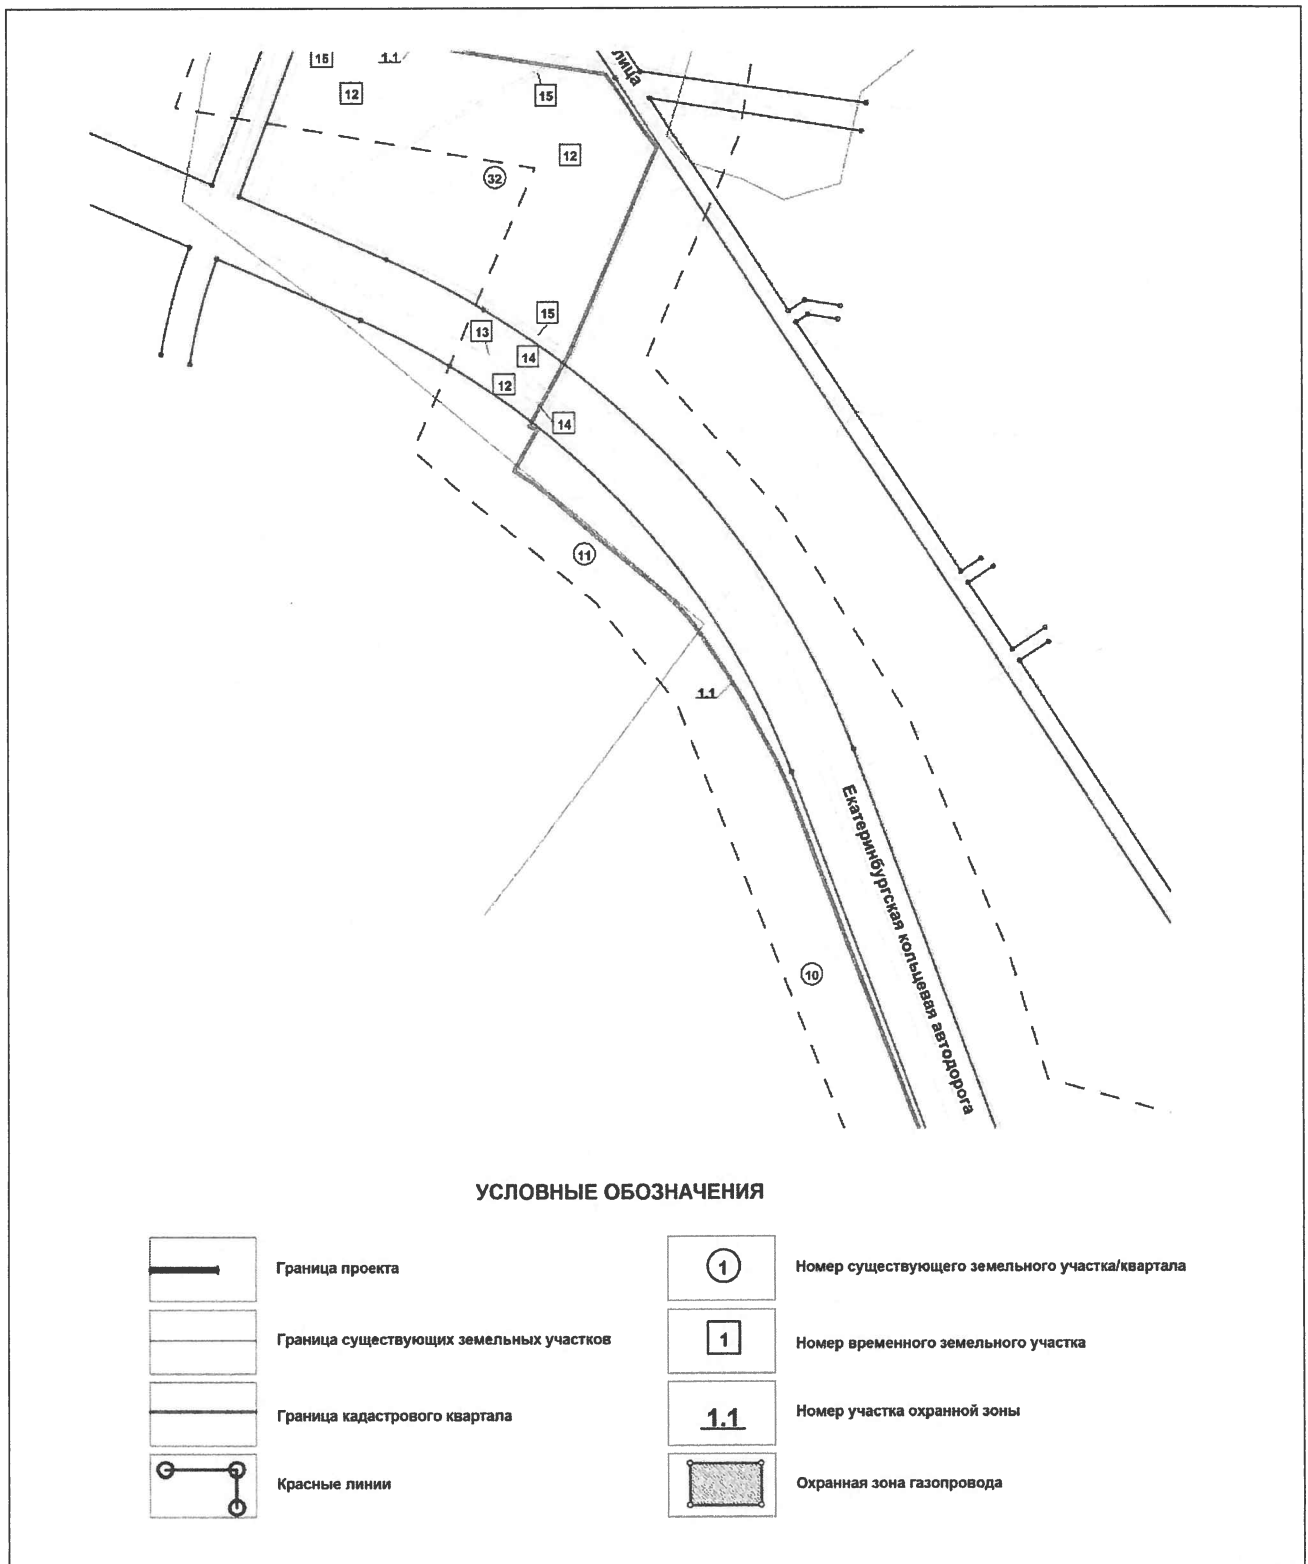 15
1.1
12
15
лица
12
32
15
13
14
12
14
11
1.1
Екатеринбургская кольцевая автодорога
10
УСЛОВНЫЕ ОБОЗНАЧЕНИЯ
Граница проекта
1
Номер существующего земельного участка/квартала
Граница существующих земельных участков
1
Номер временного земельного участка
Граница кадастрового квартала
1.1
Номер участка охранной зоны
Красные линии
Охранная зона газопровода